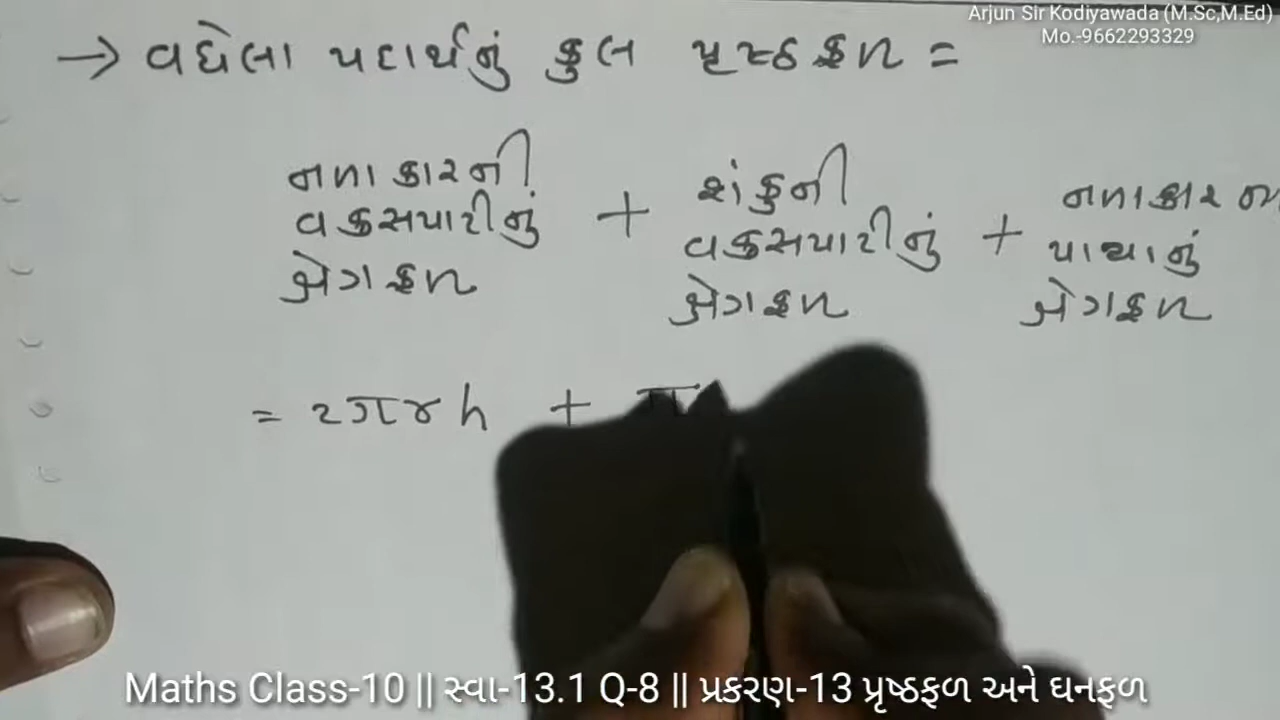 Arjun Sir Kodiyawada (M.Sc,M.Ed)
Mo.-9662293329
→ વધેલા પદાર્થનું કુલ પૃષ્ઠફળ =
નળાકારની
વક્રસપાટીનું
ક્ષેત્રફળ
+
શંકુની
વક્રસપાટીનું
ક્ષેત્રફળ
+
નળાકારના
પાયાનું
ક્ષેત્રફળ
= 2πrh + π
Maths Class-10 || સ્વા-13.1 Q-8 || પ્રકરણ-13 પૃષ્ઠફળ અને ઘનફળ